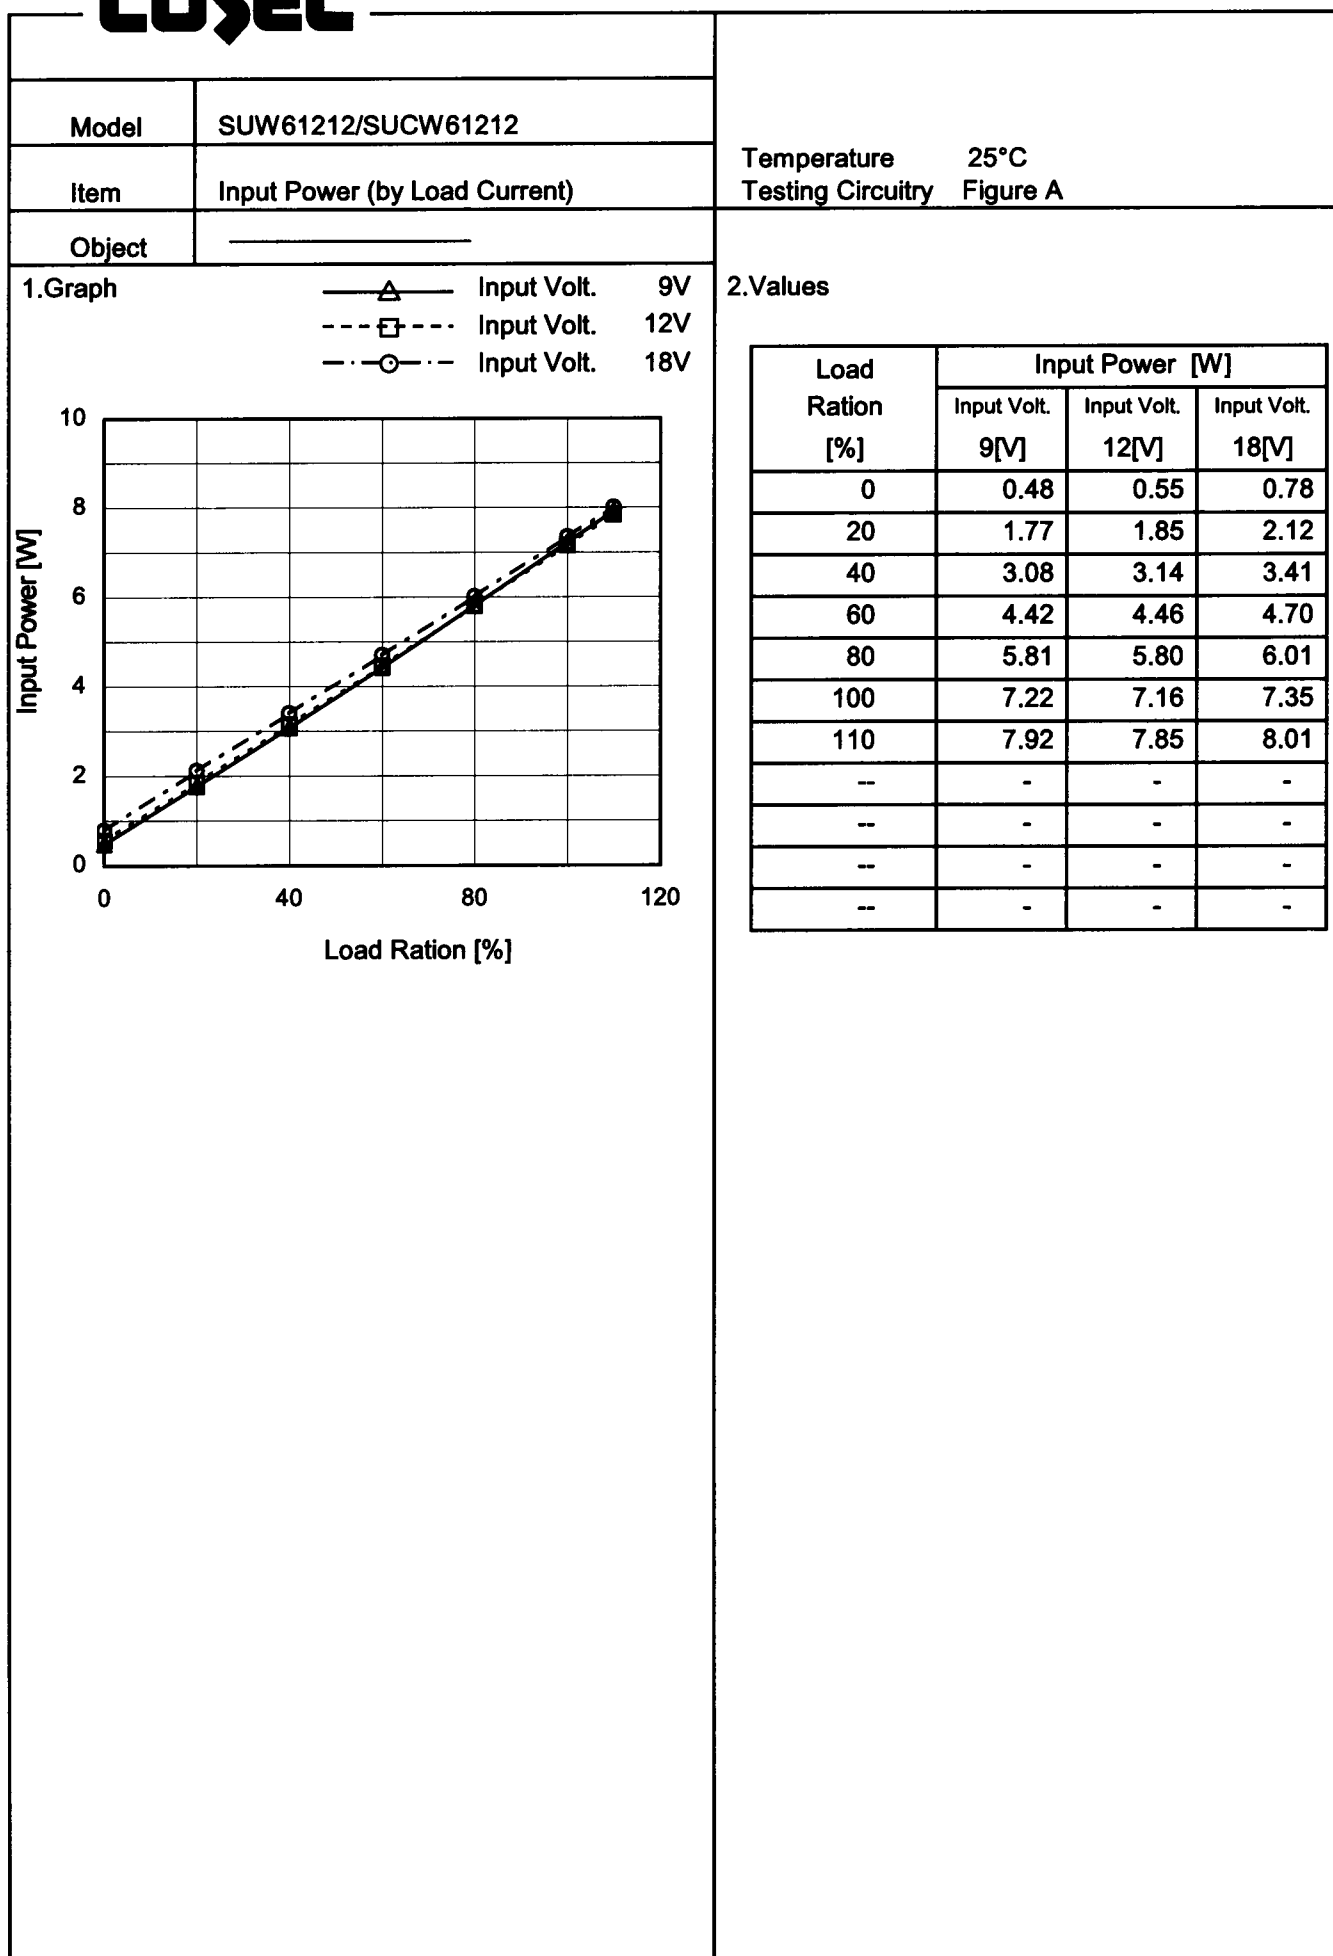 COSEL
Model SUW61212/SUCW61212
Item Input Power (by Load Current)
Object
Temperature 25°C
Testing Circuitry Figure A
1.Graph
Input Volt. 9V
Input Volt. 12V
Input Volt. 18V
10
8
6
4
2
0
Input Power [W]
0 40 80 120
Load Ration [%]
2.Values
Load Ration [%] Input Power [W]
Input Volt. 9[V] Input Volt. 12[V] Input Volt. 18[V]
0 0.48 0.55 0.78
20 1.77 1.85 2.12
40 3.08 3.14 3.41
60 4.42 4.46 4.70
80 5.81 5.80 6.01
100 7.22 7.16 7.35
110 7.92 7.85 8.01
-- - - -
-- - - -
-- - - -
-- - - -